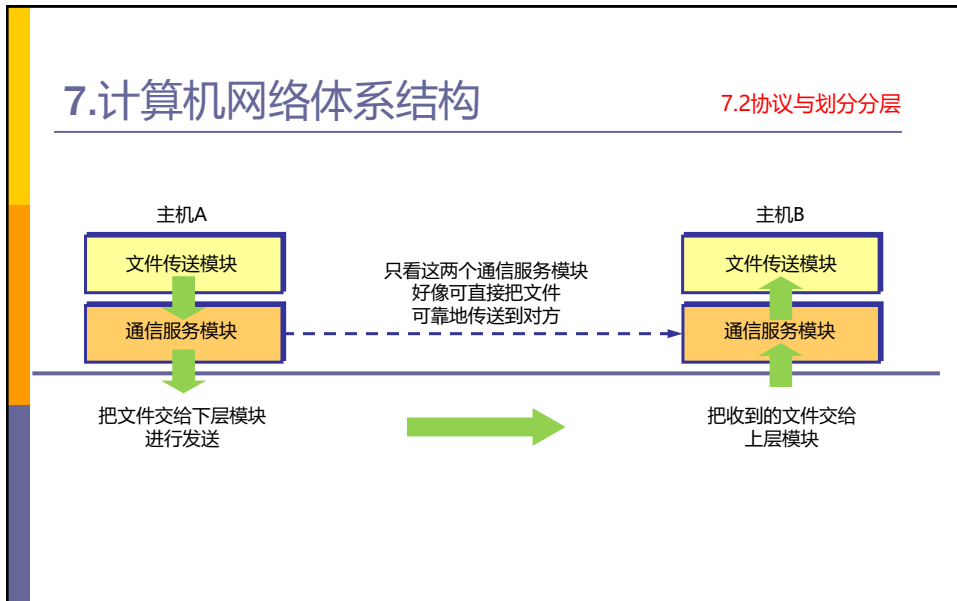 7.计算机网络体系结构
7.2协议与划分分层
主机A
主机B
文件传送模块
文件传送模块
只看这两个通信服务模块
好像可直接把文件
可靠地传送到对方
通信服务模块
通信服务模块
把文件交给下层模块
进行发送
把收到的文件交给
上层模块